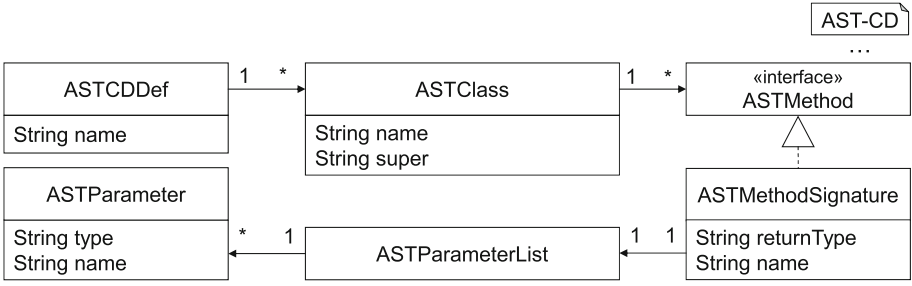 AST-CD
...
ASTCDDef
String name
1 *
ASTClass
String name
String super
1 *
«interface»
ASTMethod
ASTParameter
String type
String name
* 1
ASTParameterList
1 1
ASTMethodSignature
String returnType
String name